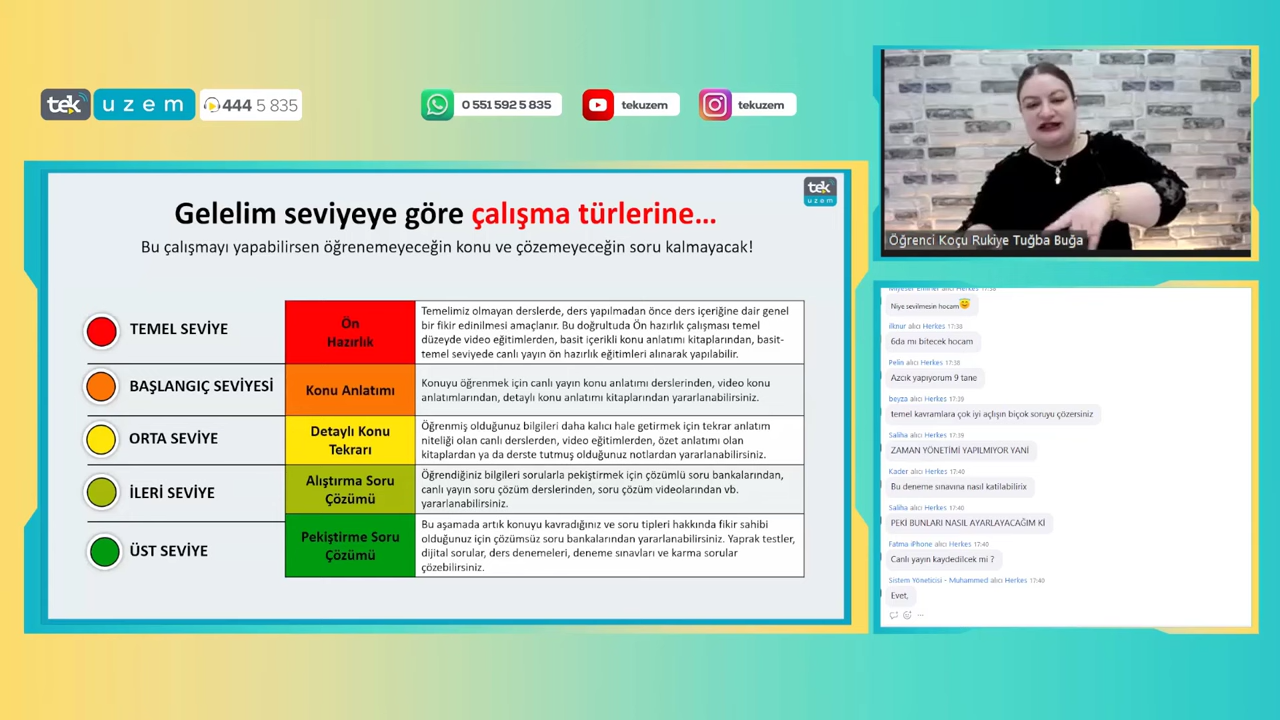 tek uzem 444 5 835
0 551 592 5 835
tekuzem
tekuzem
tek
uzem
Gelelim seviyeye göre çalışma türlerine...
Bu çalışmayı yapabilirsen öğrenemeyeceğin konu ve çözemeyeceğin soru kalmayacak!
TEMEL SEVİYE
Ön
Hazırlık
Temelimiz olmayan derslerde, ders yapılmadan önce ders içeriğine dair genel
bir fikir edinilmesi amaçlanır. Bu doğrultuda Ön hazırlık çalışması temel
düzeyde video eğitimlerden, basit içerikli konu anlatımı kitaplarından, basit-
temel seviyede canlı yayın ön hazırlık eğitimleri alınarak yapılabilir.
BAŞLANGIÇ SEVİYESİ
Konu Anlatımı
Konuyu öğrenmek için canlı yayın konu anlatımı derslerinden, video konu
anlatımlarından, detaylı konu anlatımı kitaplarından yararlanabilirsiniz.
ORTA SEVİYE
Detaylı Konu
Tekrarı
Öğrenmiş olduğunuz bilgileri daha kalıcı hale getirmek için tekrar anlatım
niteliği olan canlı derslerden, video eğitimlerden, özet anlatımı olan
kitaplardan ya da derste tutmuş olduğunuz notlardan yararlanabilirsiniz.
İLERİ SEVİYE
Alıştırma Soru
Çözümü
Öğrendiğiniz bilgileri sorularla pekiştirmek için çözümlü soru bankalarından,
canlı yayın soru çözüm derslerinden, soru çözüm videolarından vb.
yararlanabilirsiniz.
ÜST SEVİYE
Pekiştirme Soru
Çözümü
Bu aşamada artık konuyu kavradığınız ve soru tipleri hakkında fikir sahibi
olduğunuz için çözümsüz soru bankalarından yararlanabilirsiniz. Yaprak testler,
dijital sorular, ders denemeleri, deneme sınavları ve karma sorular
çözebilirsiniz.
Öğrenci Koçu Rukiye Tuğba Buğa
alıcı Herkes
Niye sevilmesin hocam😇
ilknur alıcı Herkes 17:38
6da mı bitecek hocam
Pelin alıcı Herkes 17:38
Azcık yapıyorum 9 tane
beyza alıcı Herkes 17:39
temel kavramlara çok iyi açlışın biçok soruyu çözersiniz
Saliha alıcı Herkes 17:39
ZAMAN YÖNETİMİ YAPILMIYOR YANİ
Kader alıcı Herkes 17:40
Bu deneme sınavına nasıl katilabilirix
Saliha alıcı Herkes 17:40
PEKİ BUNLARI NASIL AYARLAYACAĞIM Kİ
Fatma iPhone alıcı Herkes 17:40
Canlı yayın kaydedilcek mi ?
Sistem Yöneticisi - Muhammed alıcı Herkes 17:40
Evet,